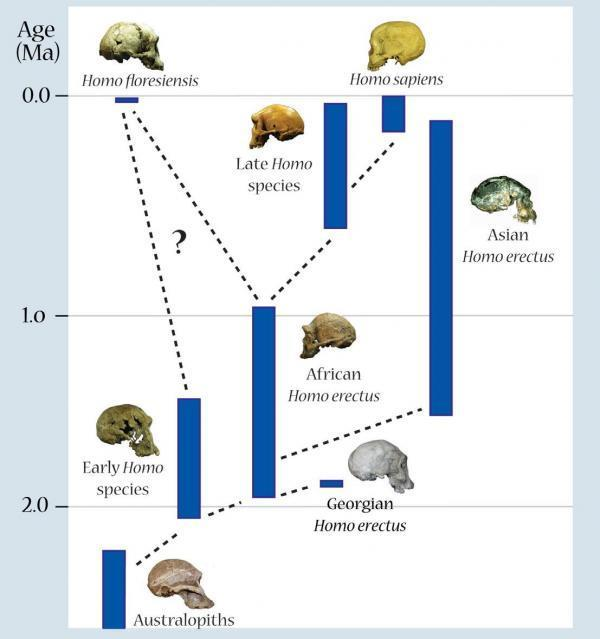 Age
(Ma)
Homo floresiensis
Homo sapiens
0.0
Late Homo
species
Asian
Homo erectus
?
1.0
African
Homo erectus
Early Homo
species
2.0
Georgian
Homo erectus
Australopiths